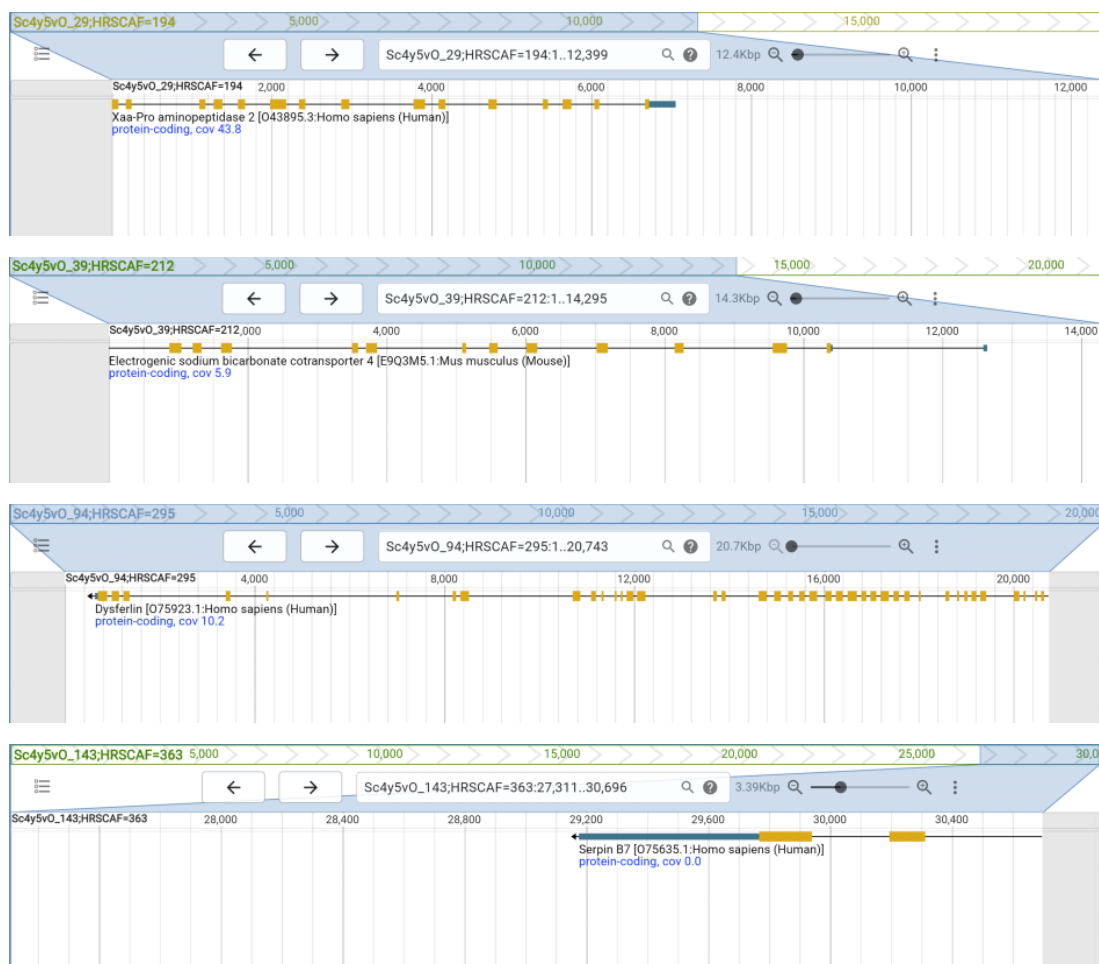 Sc4y5vO_29;HRSCAF=194 5,000 10,000 15,000
Sc4y5vO_29;HRSCAF=194:1..12,399 12.4Kbp
Sc4y5vO_29;HRSCAF=194 2,000 4,000 6,000 8,000 10,000 12,000
Xaa-Pro aminopeptidase 2 [O43895.3:Homo sapiens (Human)]
protein-coding, cov 43.8
Sc4y5vO_39;HRSCAF=212 5,000 10,000 15,000 20,000
Sc4y5vO_39;HRSCAF=212:1..14,295 14.3Kbp
Sc4y5vO_39;HRSCAF=212 2,000 4,000 6,000 8,000 10,000 12,000 14,000
Electrogenic sodium bicarbonate cotransporter 4 [E9Q3M5.1:Mus musculus (Mouse)]
protein-coding, cov 5.9
Sc4y5vO_94;HRSCAF=295 5,000 10,000 15,000 20,000
Sc4y5vO_94;HRSCAF=295:1..20,743 20.7Kbp
Sc4y5vO_94;HRSCAF=295 4,000 8,000 12,000 16,000 20,000
Dysferlin [O75923.1:Homo sapiens (Human)]
protein-coding, cov 10.2
Sc4y5vO_143;HRSCAF=363 5,000 10,000 15,000 20,000 25,000 30,0
Sc4y5vO_143;HRSCAF=363:27,311..30,696 3.39Kbp
Sc4y5vO_143;HRSCAF=363 28,000 28,400 28,800 29,200 29,600 30,000 30,400
Serpin B7 [O75635.1:Homo sapiens (Human)]
protein-coding, cov 0.0